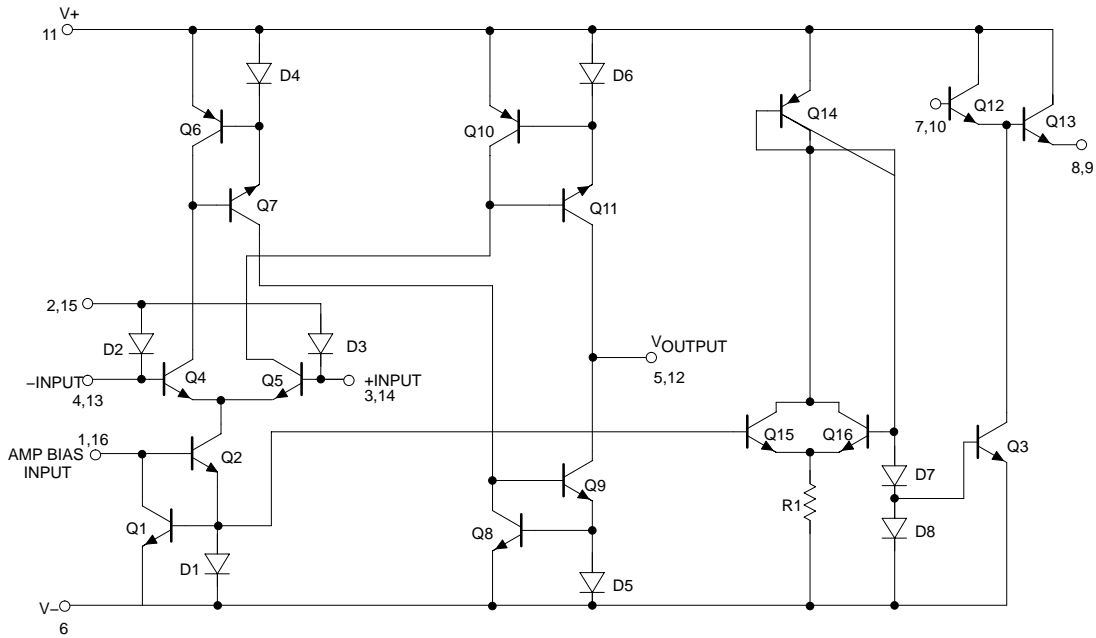 V+
11
D4
D6
Q6
Q10
Q14
Q12
7,10
Q13
8,9
Q7
Q11
2,15
D2
D3
VOUTPUT
5,12
–INPUT
4,13
Q4
Q5
+INPUT
3,14
1,16
AMP BIAS
INPUT
Q2
Q15
Q16
Q3
Q9
D7
R1
Q1
Q8
D8
D1
D5
V–
6